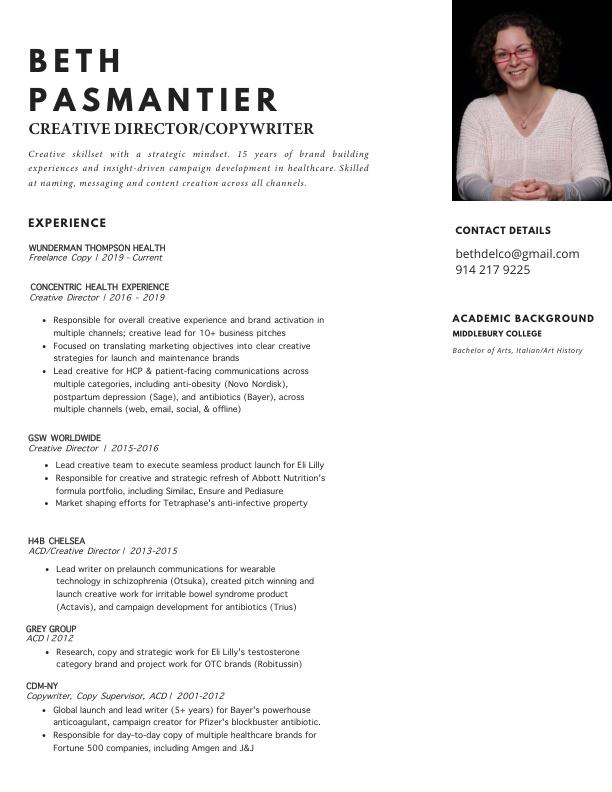 BETH
PASMANTIER
CREATIVE DIRECTOR/COPYWRITER
Creative skillset with a strategic mindset. 15 years of brand building
experiences and insight-driven campaign development in healthcare. Skilled
at naming, messaging and content creation across all channels.
EXPERIENCE
WUNDERMAN THOMPSON HEALTH
Freelance Copy | 2019 - Current
CONCENTRIC HEALTH EXPERIENCE
Creative Director | 2016 - 2019
• Responsible for overall creative experience and brand activation in
multiple channels; creative lead for 10+ business pitches
• Focused on translating marketing objectives into clear creative
strategies for launch and maintenance brands
• Lead creative for HCP & patient-facing communications across
multiple categories, including anti-obesity (Novo Nordisk),
postpartum depression (Sage), and antibiotics (Bayer), across
multiple channels (web, email, social, & offline)
GSW WORLDWIDE
Creative Director | 2015-2016
• Lead creative team to execute seamless product launch for Eli Lilly
• Responsible for creative and strategic refresh of Abbott Nutrition's
formula portfolio, including Similac, Ensure and Pediasure
• Market shaping efforts for Tetraphase's anti-infective property
H4B CHELSEA
ACD/Creative Director | 2013-2015
• Lead writer on prelaunch communications for wearable
technology in schizophrenia (Otsuka), created pitch winning and
launch creative work for irritable bowel syndrome product
(Actavis), and campaign development for antibiotics (Trius)
GREY GROUP
ACD | 2012
• Research, copy and strategic work for Eli Lilly's testosterone
category brand and project work for OTC brands (Robitussin)
CDM-NY
Copywriter, Copy Supervisor, ACD | 2001-2012
• Global launch and lead writer (5+ years) for Bayer's powerhouse
anticoagulant, campaign creator for Pfizer's blockbuster antibiotic.
• Responsible for day-to-day copy of multiple healthcare brands for
Fortune 500 companies, including Amgen and J&J
CONTACT DETAILS
bethdelco@gmail.com
914 217 9225
ACADEMIC BACKGROUND
MIDDLEBURY COLLEGE
Bachelor of Arts, Italian/Art History